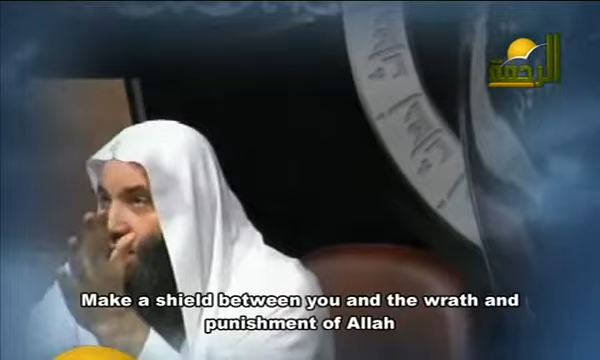 الرحمة
Make a shield between you and the wrath and
punishment of Allah